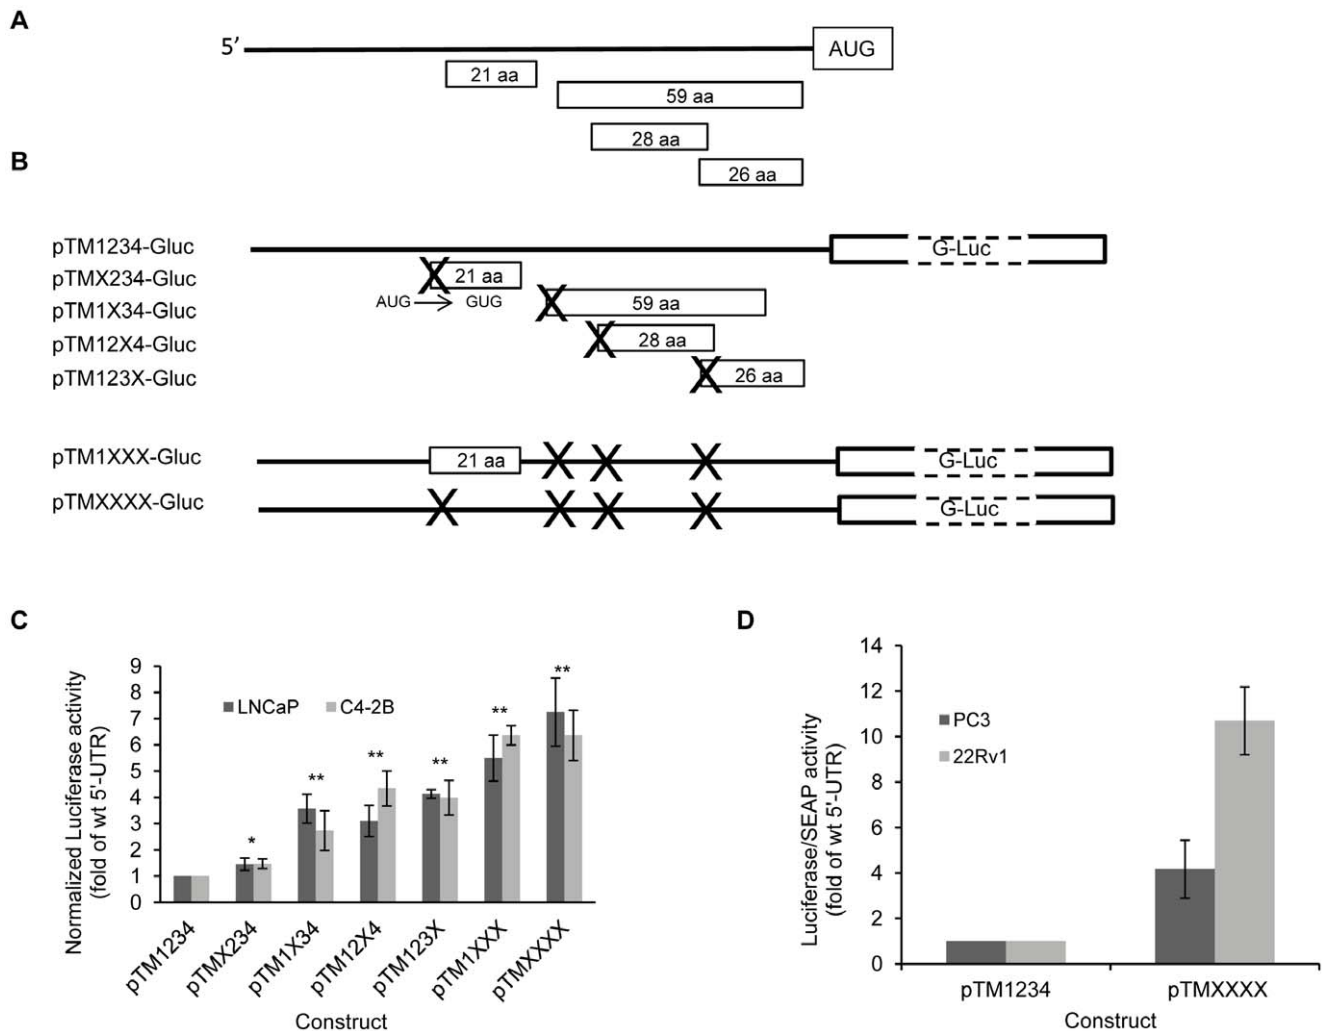 A
5’
AUG
21 aa
59 aa
28 aa
26 aa
B
pTM1234-Gluc
G-Luc
pTMX234-Gluc
21 aa
AUG GUG
pTM1X34-Gluc
59 aa
pTM12X4-Gluc
28 aa
pTM123X-Gluc
26 aa
pTM1XXX-Gluc
21 aa
G-Luc
pTMXXXX-Gluc
G-Luc
C
Normalized Luciferase activity
(fold of wt 5'-UTR)
9
8
7
6
5
4
3
2
1
0
LNCaP
C4-2B
*
**
**
**
**
**
pTM1234
pTMX234
pTM1X34
pTM12X4
pTM123X
pTM1XXX
pTMXXXX
Construct
D
Luciferase/SEAP activity
(fold of wt 5'-UTR)
14
12
10
8
6
4
2
0
PC3
22Rv1
pTM1234
pTMXXXX
Construct